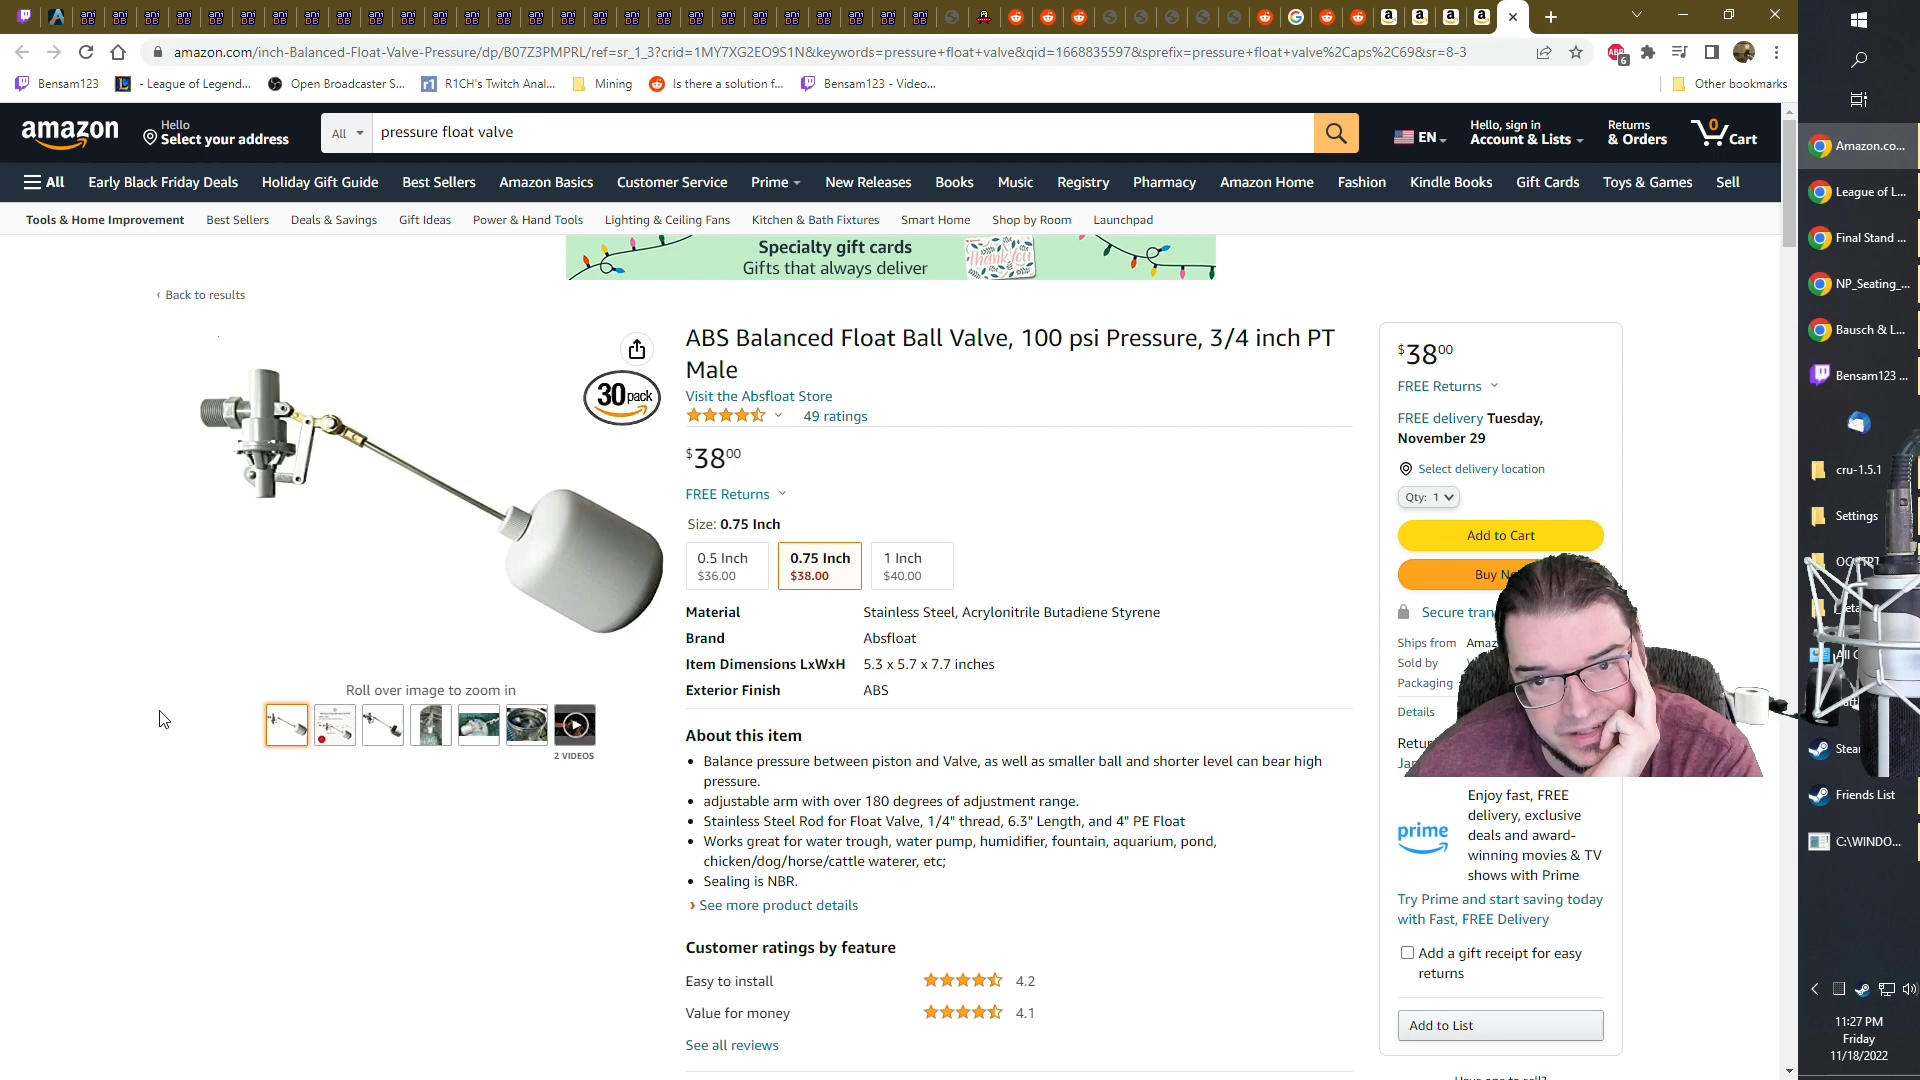 amazon.com/inch-Balanced-Float-Valve-Pressure/dp/B07Z3PMPRL/ref=sr_1_3?crid=1MY7XG2EO9S1N&keywords=pressure+float+valve&qid=1668835597&sprefix=pressure+float+valve%2Caps%2C69&sr=8-3
Bensam123
- League of Legend...
Open Broadcaster S...
R1CH's Twitch Anal...
Mining
Is there a solution f...
Bensam123 - Video...
Other bookmarks
amazon
Hello
Select your address
All
pressure float valve
EN
Hello, sign in
Account & Lists
Returns
& Orders
0
Cart
All
Early Black Friday Deals
Holiday Gift Guide
Best Sellers
Amazon Basics
Customer Service
Prime
New Releases
Books
Music
Registry
Pharmacy
Amazon Home
Fashion
Kindle Books
Gift Cards
Toys & Games
Sell
Tools & Home Improvement
Best Sellers
Deals & Savings
Gift Ideas
Power & Hand Tools
Lighting & Ceiling Fans
Kitchen & Bath Fixtures
Smart Home
Shop by Room
Launchpad
Specialty gift cards
Gifts that always deliver
THANK YOU
‹ Back to results
30 pack
Roll over image to zoom in
2 VIDEOS
ABS Balanced Float Ball Valve, 100 psi Pressure, 3/4 inch PT
Male
Visit the Absfloat Store
49 ratings
$38.00
FREE Returns
Size: 0.75 Inch
0.5 Inch
$36.00
0.75 Inch
$38.00
1 Inch
$40.00
Material Stainless Steel, Acrylonitrile Butadiene Styrene
Brand Absfloat
Item Dimensions LxWxH 5.3 x 5.7 x 7.7 inches
Exterior Finish ABS
About this item
• Balance pressure between piston and Valve, as well as smaller ball and shorter level can bear high
pressure.
• adjustable arm with over 180 degrees of adjustment range.
• Stainless Steel Rod for Float Valve, 1/4" thread, 6.3" Length, and 4" PE Float
• Works great for water trough, water pump, humidifier, fountain, aquarium, pond,
chicken/dog/horse/cattle waterer, etc;
• Sealing is NBR.
› See more product details
Customer ratings by feature
Easy to install 4.2
Value for money 4.1
See all reviews
$38.00
FREE Returns
FREE delivery Tuesday,
November 29
Select delivery location
Qty: 1
Add to Cart
Buy
Secure
Ships from
Sold by
Packaging
Details
Enjoy fast, FREE
delivery, exclusive
deals and award-
winning movies & TV
shows with Prime
prime
Try Prime and start saving today
with Fast, FREE Delivery
Add a gift receipt for easy
returns
Add to List
Amazon.co...
League of L...
Final Stand ...
NP_Seating_...
Bausch & L...
Bensam123 ...
cru-1.5.1
Settings
Friends List
C:\WINDO...
11:27 PM
Friday
11/18/2022